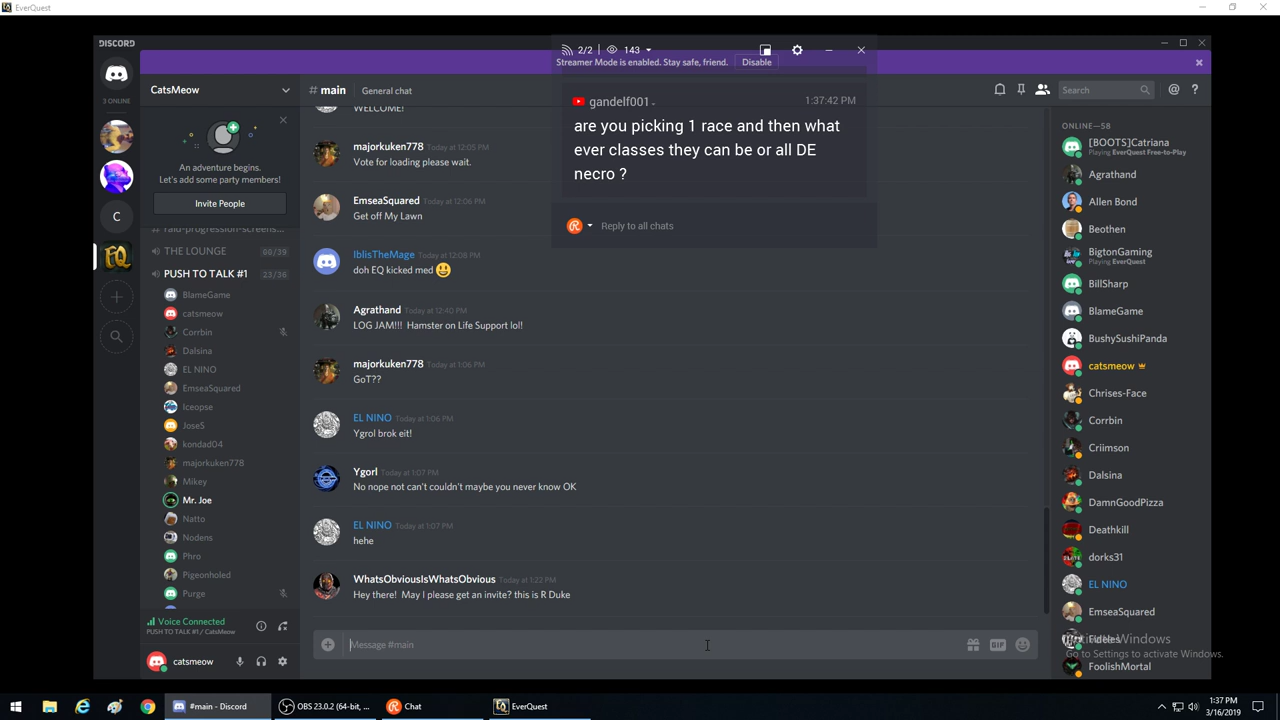 EverQuest
DISCORD
3 ONLINE
C
CatsMeow
An adventure begins.
Let's add some party members!
Invite People
raid-progression-screens...
THE LOUNGE 00/39
PUSH TO TALK #1 23/36
BlameGame
catsmeow
Corrbin
Dalsina
EL NINO
EmseaSquared
Iceopse
JoseS
kondad04
majorkuken778
Mikey
Mr. Joe
Natto
Nodens
Phro
Pigeonholed
Purge
Voice Connected
PUSH TO TALK #1 / CatsMeow
catsmeow
# main General chat
WELCOME!
majorkuken778 Today at 12:05 PM
Vote for loading please wait.
EmseaSquared Today at 12:06 PM
Get off My Lawn
IblisTheMage Today at 12:08 PM
doh EQ kicked med
Agrathand Today at 12:40 PM
LOG JAM!!! Hamster on Life Support lol!
majorkuken778 Today at 1:06 PM
GoT??
EL NINO Today at 1:06 PM
Ygrol brok eit!
Ygorl Today at 1:07 PM
No nope not can't couldn't maybe you never know OK
EL NINO Today at 1:07 PM
hehe
WhatsObviousIsWhatsObvious Today at 1:22 PM
Hey there! May I please get an invite? this is R Duke
Message #main
GIF
2/2 143
Streamer Mode is enabled. Stay safe, friend. Disable
gandelf001 1:37:42 PM
are you picking 1 race and then what
ever classes they can be or all DE
necro ?
Reply to all chats
Search
ONLINE—58
[BOOTS]Catriana
Playing EverQuest Free-to-Play
Agrathand
Allen Bond
Beothen
BigtonGaming
Playing EverQuest
BillSharp
BlameGame
BushySushiPanda
catsmeow
Chrises-Face
Corrbin
Criimson
Dalsina
DamnGoodPizza
Deathkill
dorks31
EL NINO
EmseaSquared
Windows
Go to Settings to activate Windows.
FoolishMortal
#main - Discord
OBS 23.0.2 (64-bit, ...
Chat
EverQuest
1:37 PM
3/16/2019